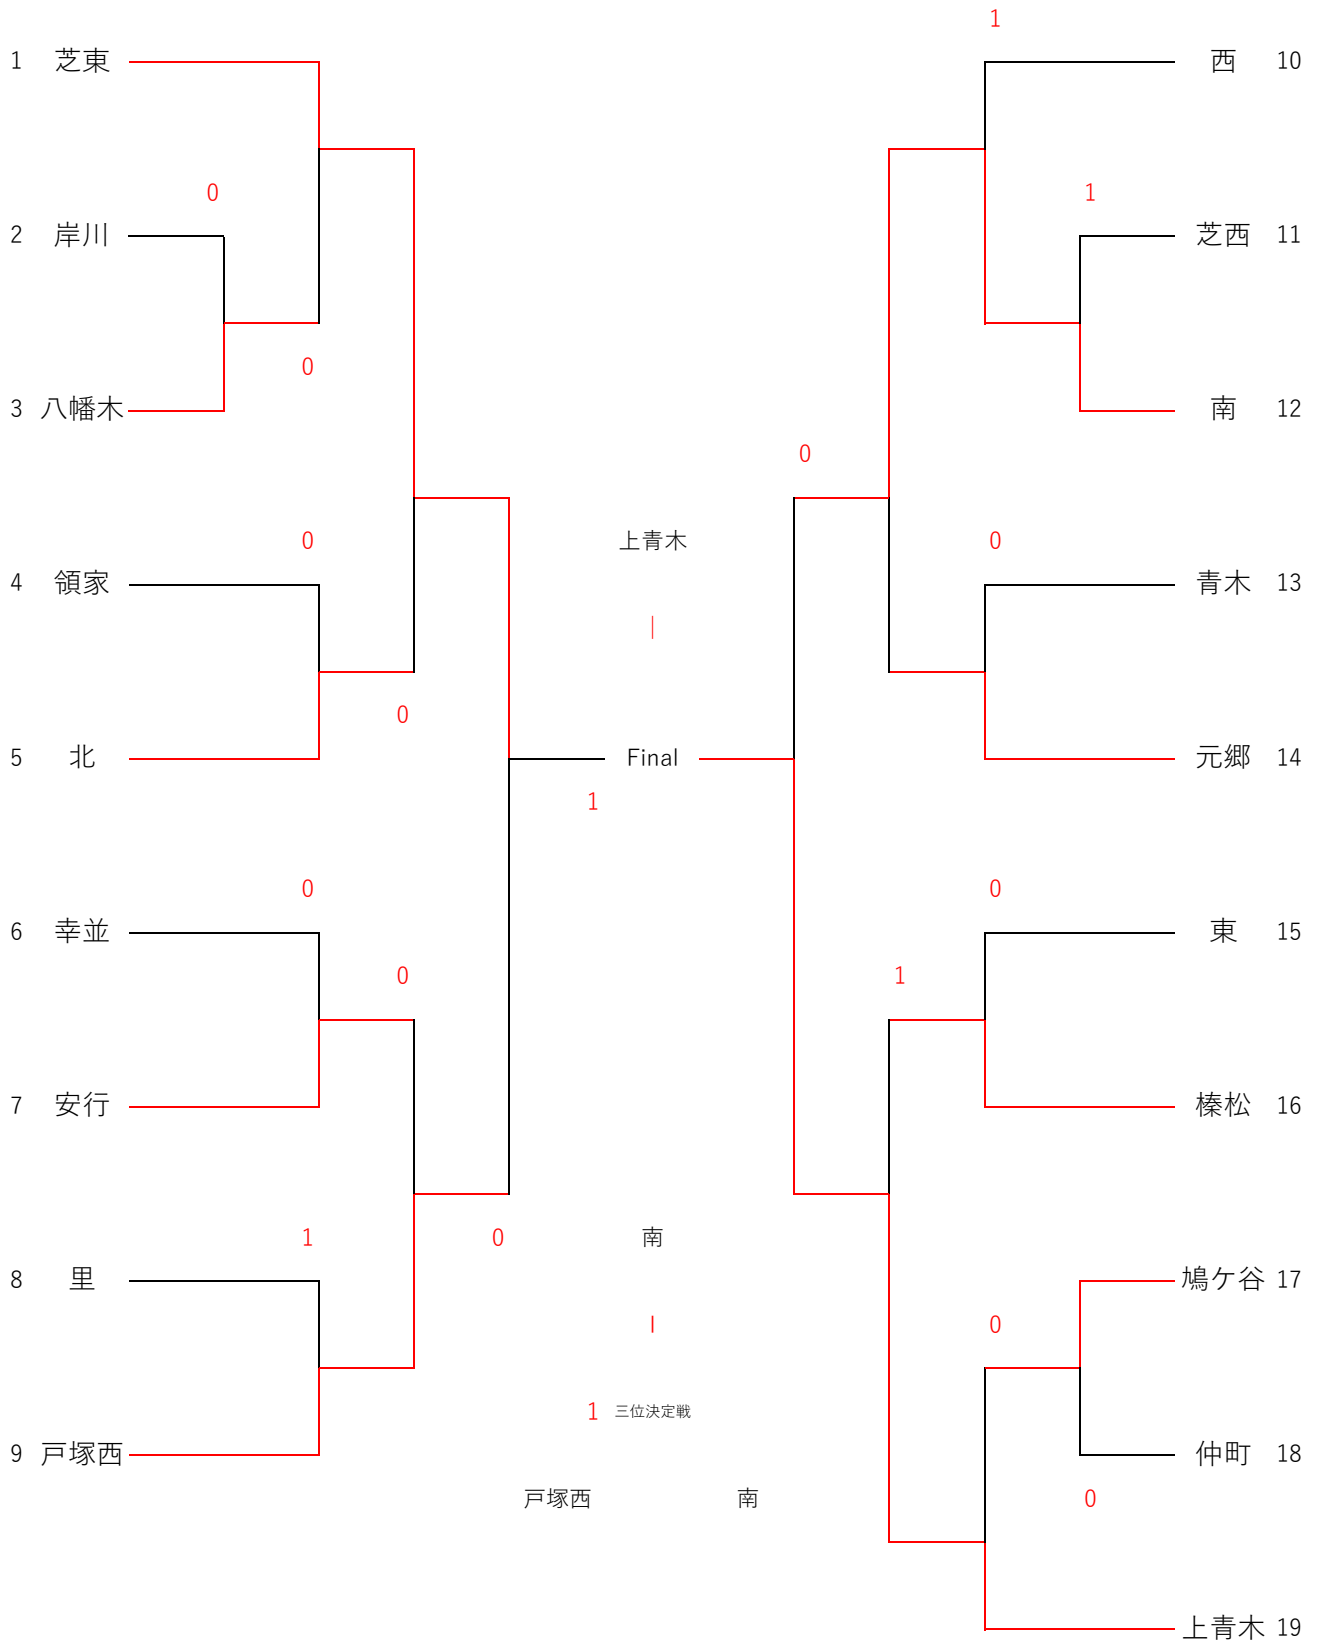 1
1 芝東
西 10
0
1
2 岸川
芝西 11
0
3 八幡木
南 12
0
0
上青木
0
4 領家
青木 13
|
0
5 北
Final
元郷 14
1
0
0
6 幸並
東 15
0
1
7 安行
榛松 16
1
0
南
8 里
鳩ケ谷 17
|
0
1 三位決定戦
9 戸塚西
仲町 18
戸塚西
南
0
上青木 19